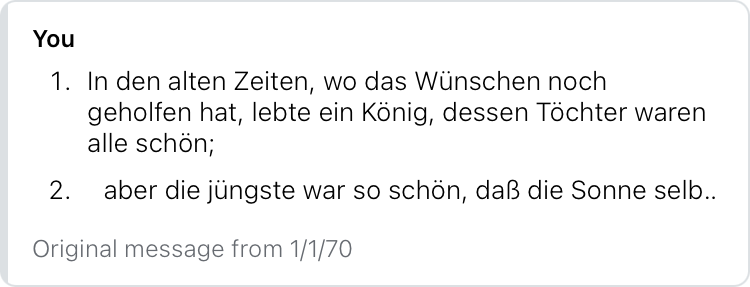 You
1. In den alten Zeiten, wo das Wünschen noch
geholfen hat, lebte ein König, dessen Töchter waren
alle schön;
2. aber die jüngste war so schön, daß die Sonne selb..
Original message from 1/1/70